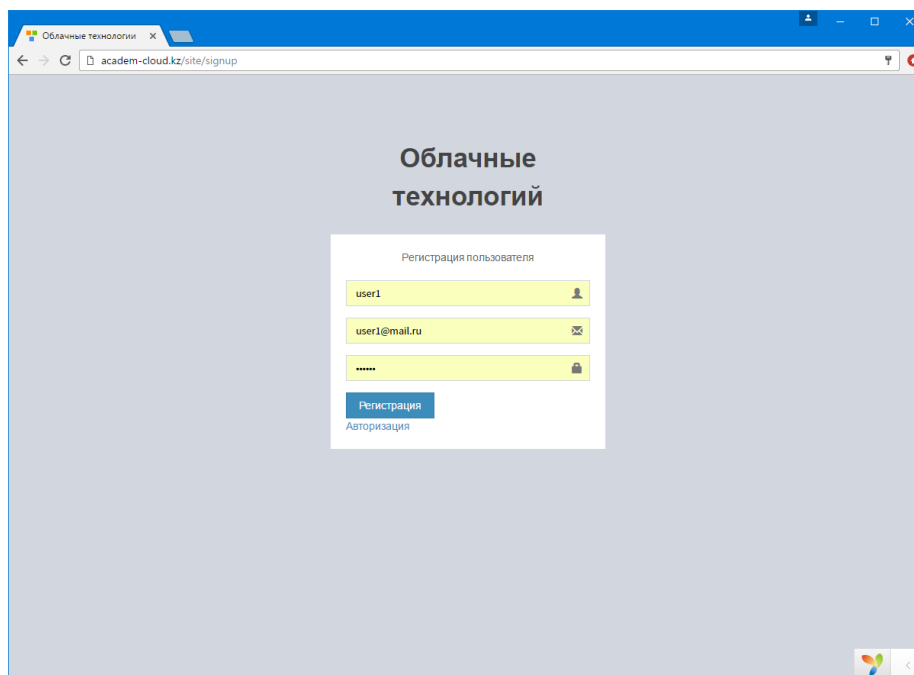 Облачные технологии
academ-cloud.kz/site/signup
Облачные
технологий
Регистрация пользователя
user1
user1@mail.ru
••••••
Регистрация
Авторизация